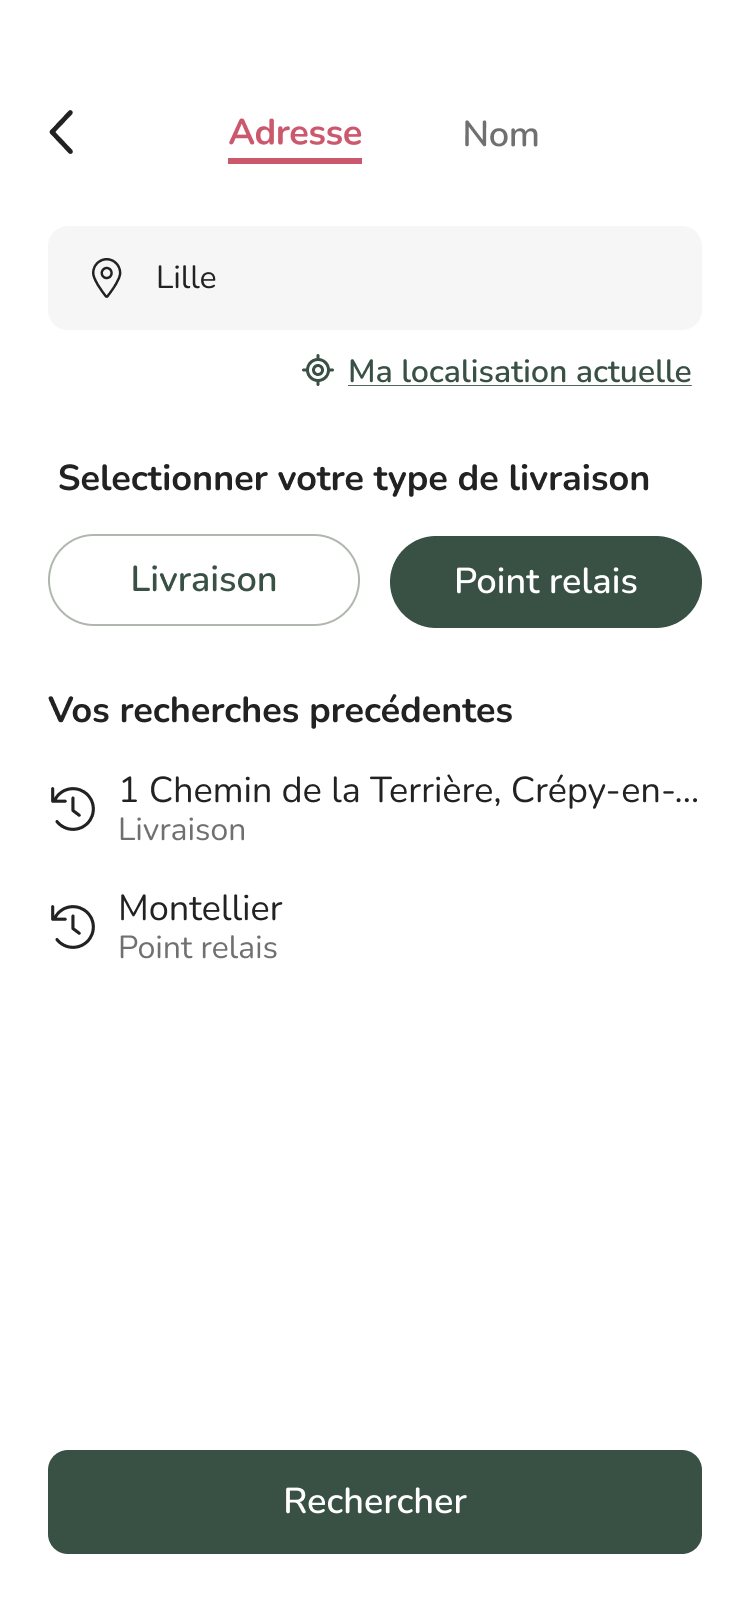 Adresse
Nom
Lille
Ma localisation actuelle
Selectionner votre type de livraison
Livraison
Point relais
Vos recherches precédentes
1 Chemin de la Terrière, Crépy-en-...
Livraison
Montellier
Point relais
Rechercher